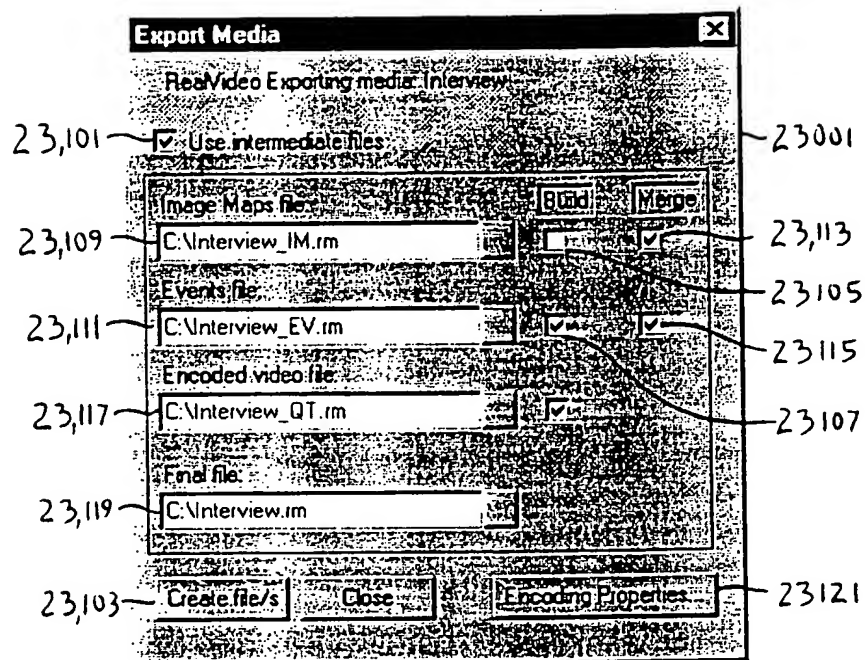 Export Media
RealVideo Exporting media: Interview
23,101
Use intermediate files
23001
Image Maps file:
Build
Merge
23,109
C:\Interview_IM.rm
23,113
23105
Events file:
23,111
C:\Interview_EV.rm
23115
Encoded video file:
23107
23,117
C:\Interview_QT.rm
Final file:
23,119
C:\Interview.rm
23,103
Create file/s
Close
Encoding Properties...
23121